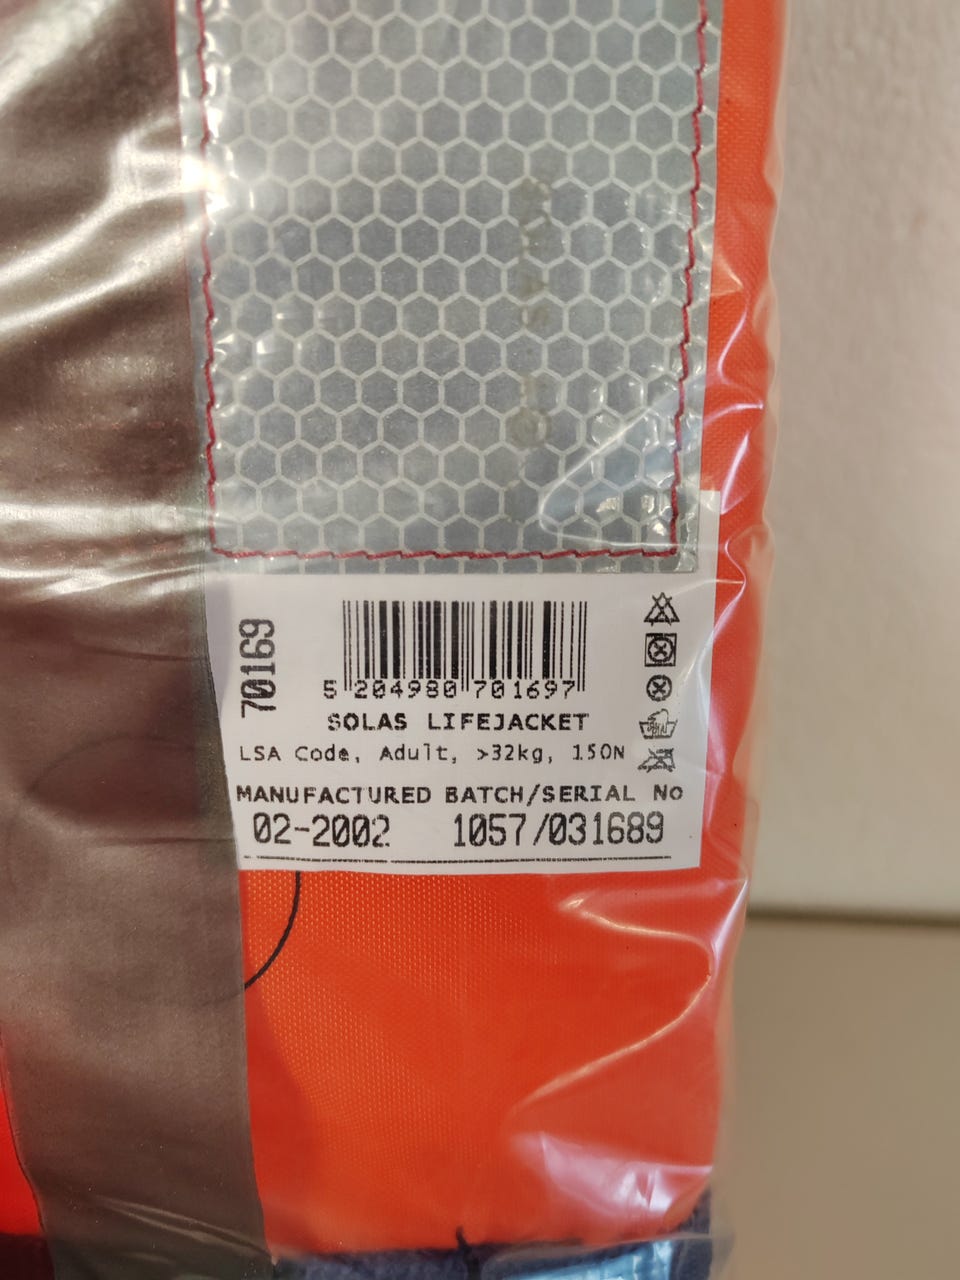 70169
5 204980 701697
SOLAS LIFEJACKET
LSA Code, Adult, >32kg, 150N
MANUFACTURED BATCH/SERIAL No
02-2002 1057/031689